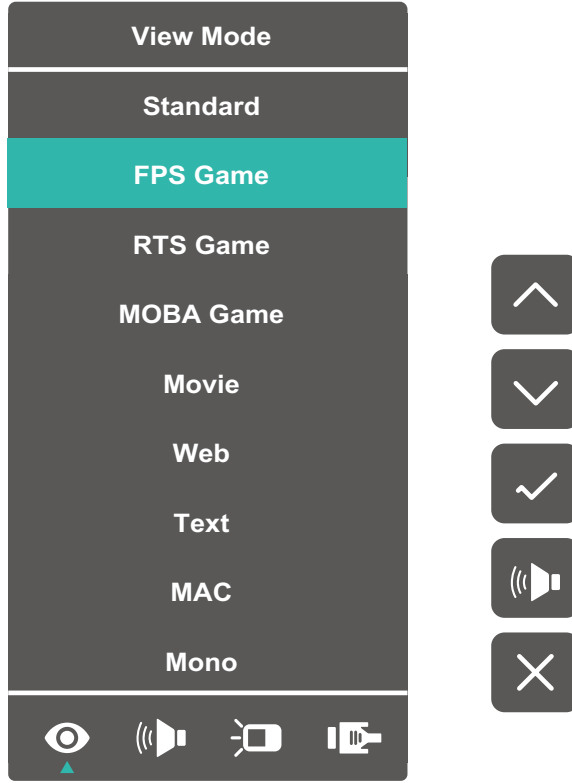 View Mode
Standard
FPS Game
RTS Game
MOBA Game
Movie
Web
Text
MAC
Mono